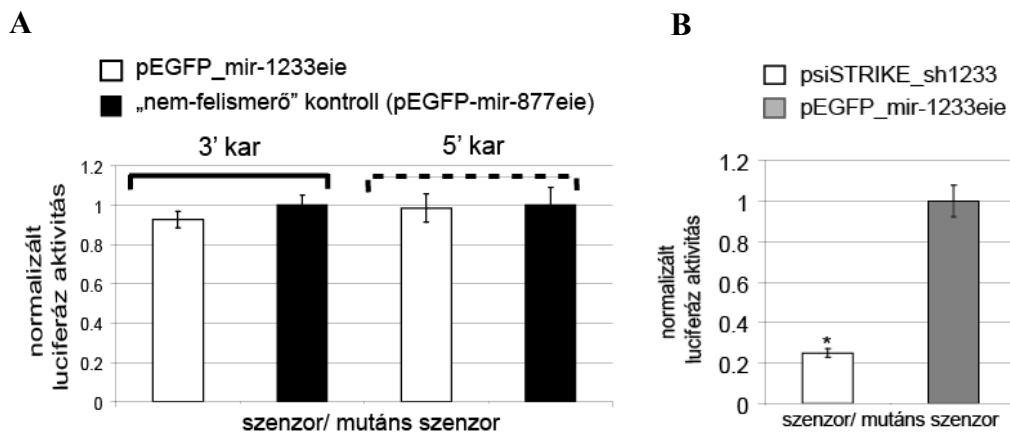 A
pEGFP_mir-1233eie
„nem-felismerő” kontroll (pEGFP-mir-877eie)
3’ kar
5’ kar
1.2
1
0.8
0.6
0.4
0.2
0
normalizált
luciferáz aktivitás
szenzor/ mutáns szenzor
B
psiSTRIKE_sh1233
pEGFP_mir-1233eie
1.2
1
0.8
0.6
0.4
0.2
0
normalizált
luciferáz aktivitás
*
szenzor/ mutáns szenzor